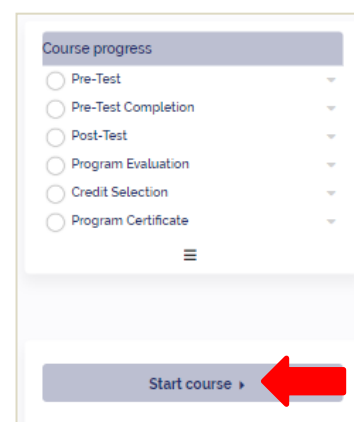 Course progress
Pre-Test
Pre-Test Completion
Post-Test
Program Evaluation
Credit Selection
Program Certificate
Start course